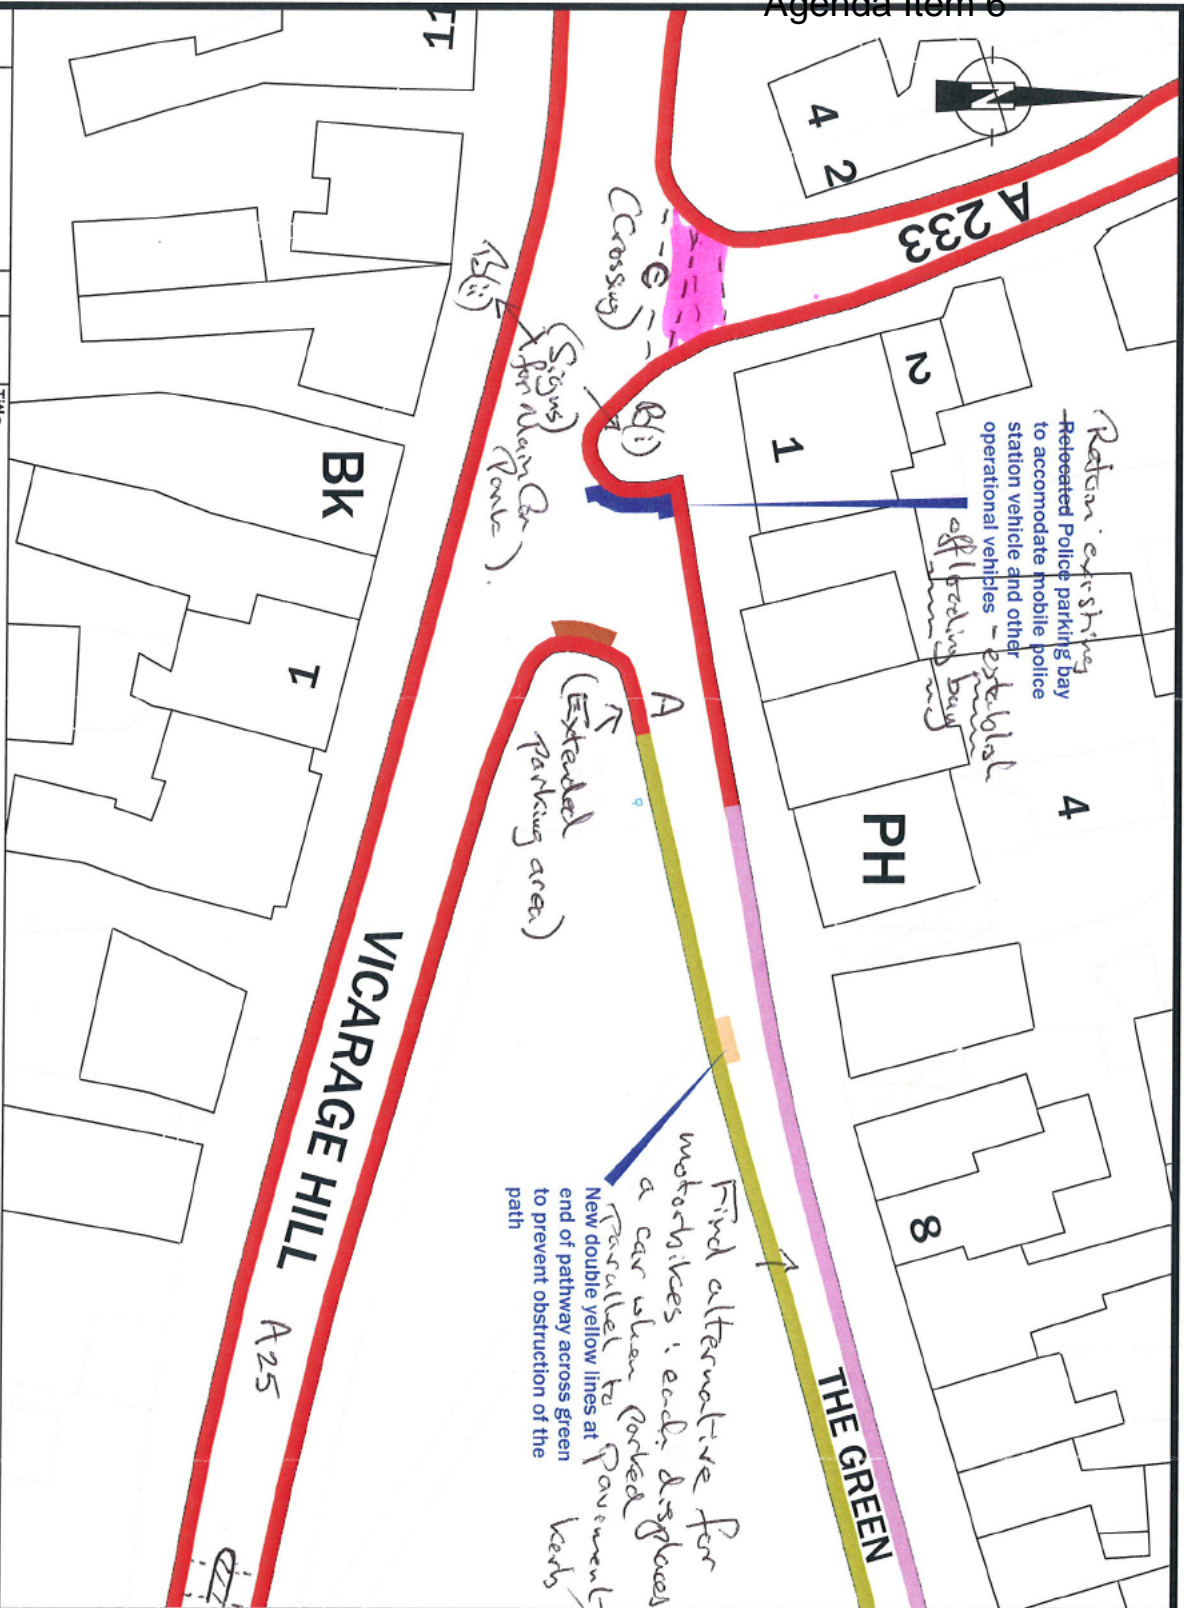 Agenda Item 6
11
4 2
N
A 233
(Crossing)
C
B(ii)
(Signs)
for Main Car
Park).
B(i)
2
1
Retain existing
Relocated Police parking bay
to accomodate mobile police
station vehicle and other
operational vehicles - establish
offloading bay
Bk
1
A
(Extended
parking area)
PH
4
8
VICARAGE HILL
A25
THE GREEN
Find alternative for
motorbikes : each displaces
a car when parked
parallel to pavement/
kerb
New double yellow lines at
end of pathway across green
to prevent obstruction of the
path
Title